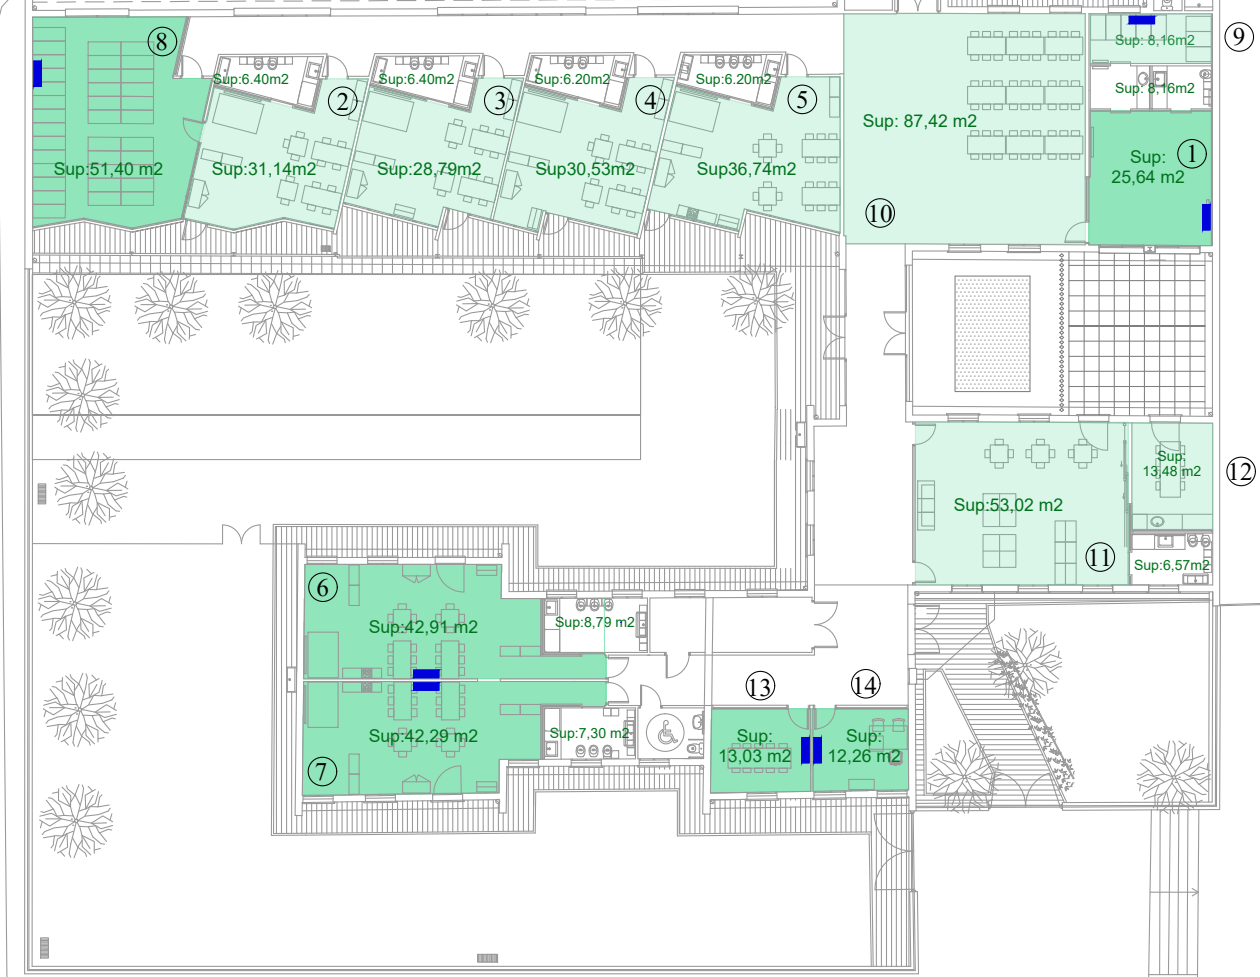 8
9
Sup: 8,16m2
Sup:6.40m2
Sup:6.40m2
Sup:6.20m2
Sup:6.20m2
Sup: 8,16m2
2
3
4
5
Sup: 87,42 m2
1
Sup:
25,64 m2
Sup:51,40 m2
Sup:31,14m2
Sup:28,79m2
Sup30,53m2
Sup36,74m2
10
Sup:
13,48 m2
12
Sup:53,02 m2
11
Sup:6,57m2
6
Sup:42,91 m2
Sup:8,79 m2
13
14
Sup:42,29 m2
Sup:7,30 m2
Sup:
13,03 m2
Sup:
12,26 m2
7